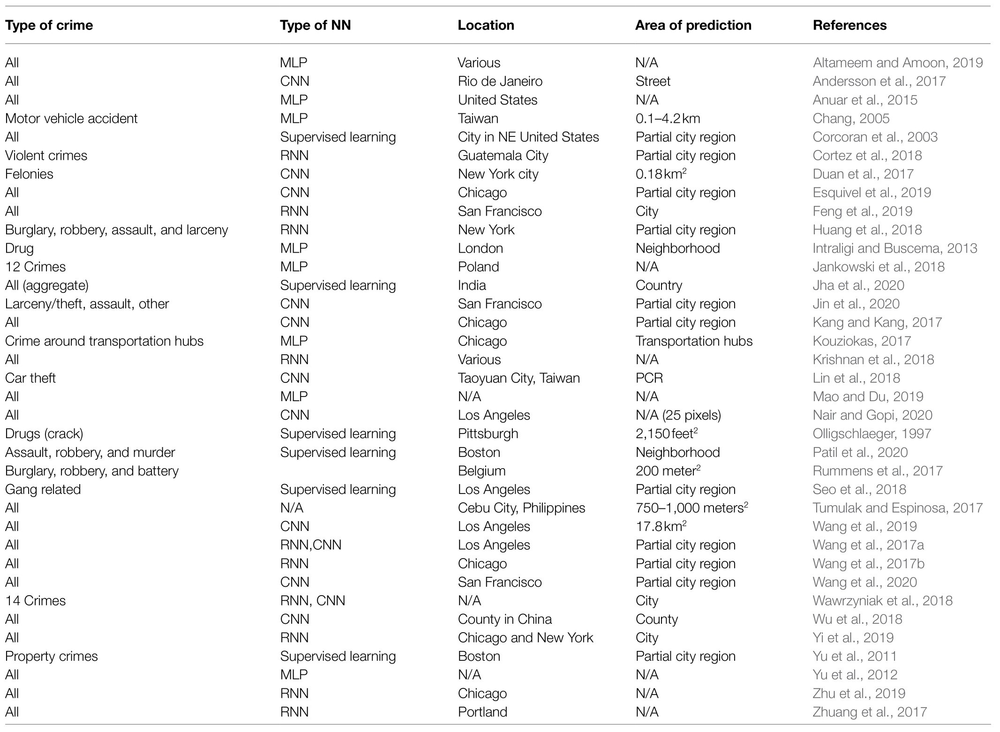 Type of crime Type of NN Location Area of prediction References
All MLP Various N/A Altameem and Amoon, 2019
All CNN Rio de Janeiro Street Andersson et al., 2017
All MLP United States N/A Anuar et al., 2015
Motor vehicle accident MLP Taiwan 0.1–4.2 km Chang, 2005
All Supervised learning City in NE United States Partial city region Corcoran et al., 2003
Violent crimes RNN Guatemala City Partial city region Cortez et al., 2018
Felonies CNN New York city 0.18 km² Duan et al., 2017
All CNN Chicago Partial city region Esquivel et al., 2019
All RNN San Francisco City Feng et al., 2019
Burglary, robbery, assault, and larceny RNN New York Partial city region Huang et al., 2018
Drug MLP London Neighborhood Intraligi and Buscema, 2013
12 Crimes MLP Poland N/A Jankowski et al., 2018
All (aggregate) Supervised learning India Country Jha et al., 2020
Larceny/theft, assault, other CNN San Francisco Partial city region Jin et al., 2020
All CNN Chicago Partial city region Kang and Kang, 2017
Crime around transportation hubs MLP Chicago Transportation hubs Kouziokas, 2017
All RNN Various N/A Krishnan et al., 2018
Car theft CNN Taoyuan City, Taiwan PCR Lin et al., 2018
All MLP N/A N/A Mao and Du, 2019
All CNN Los Angeles N/A (25 pixels) Nair and Gopi, 2020
Drugs (crack) Supervised learning Pittsburgh 2,150 feet² Olligschlaeger, 1997
Assault, robbery, and murder Supervised learning Boston Neighborhood Patil et al., 2020
Burglary, robbery, and battery Belgium 200 meter² Rummens et al., 2017
Gang related Supervised learning Los Angeles Partial city region Seo et al., 2018
All N/A Cebu City, Philippines 750–1,000 meters² Tumulak and Espinosa, 2017
All CNN Los Angeles 17.8 km² Wang et al., 2019
All RNN,CNN Los Angeles Partial city region Wang et al., 2017a
All RNN Chicago Partial city region Wang et al., 2017b
All CNN San Francisco Partial city region Wang et al., 2020
14 Crimes RNN, CNN N/A City Wawrzyniak et al., 2018
All CNN County in China County Wu et al., 2018
All RNN Chicago and New York City Yi et al., 2019
Property crimes Supervised learning Boston Partial city region Yu et al., 2011
All MLP N/A N/A Yu et al., 2012
All RNN Chicago N/A Zhu et al., 2019
All RNN Portland N/A Zhuang et al., 2017